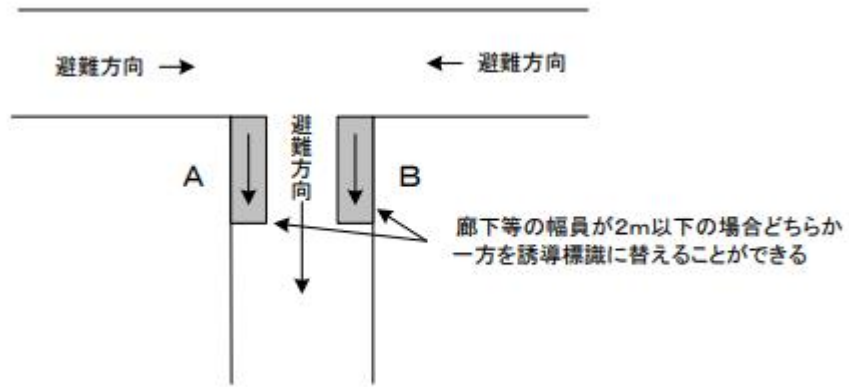 避難方向 → ← 避難方向
避難方向
A B
廊下等の幅員が2m以下の場合どちらか
一方を誘導標識に替えることができる